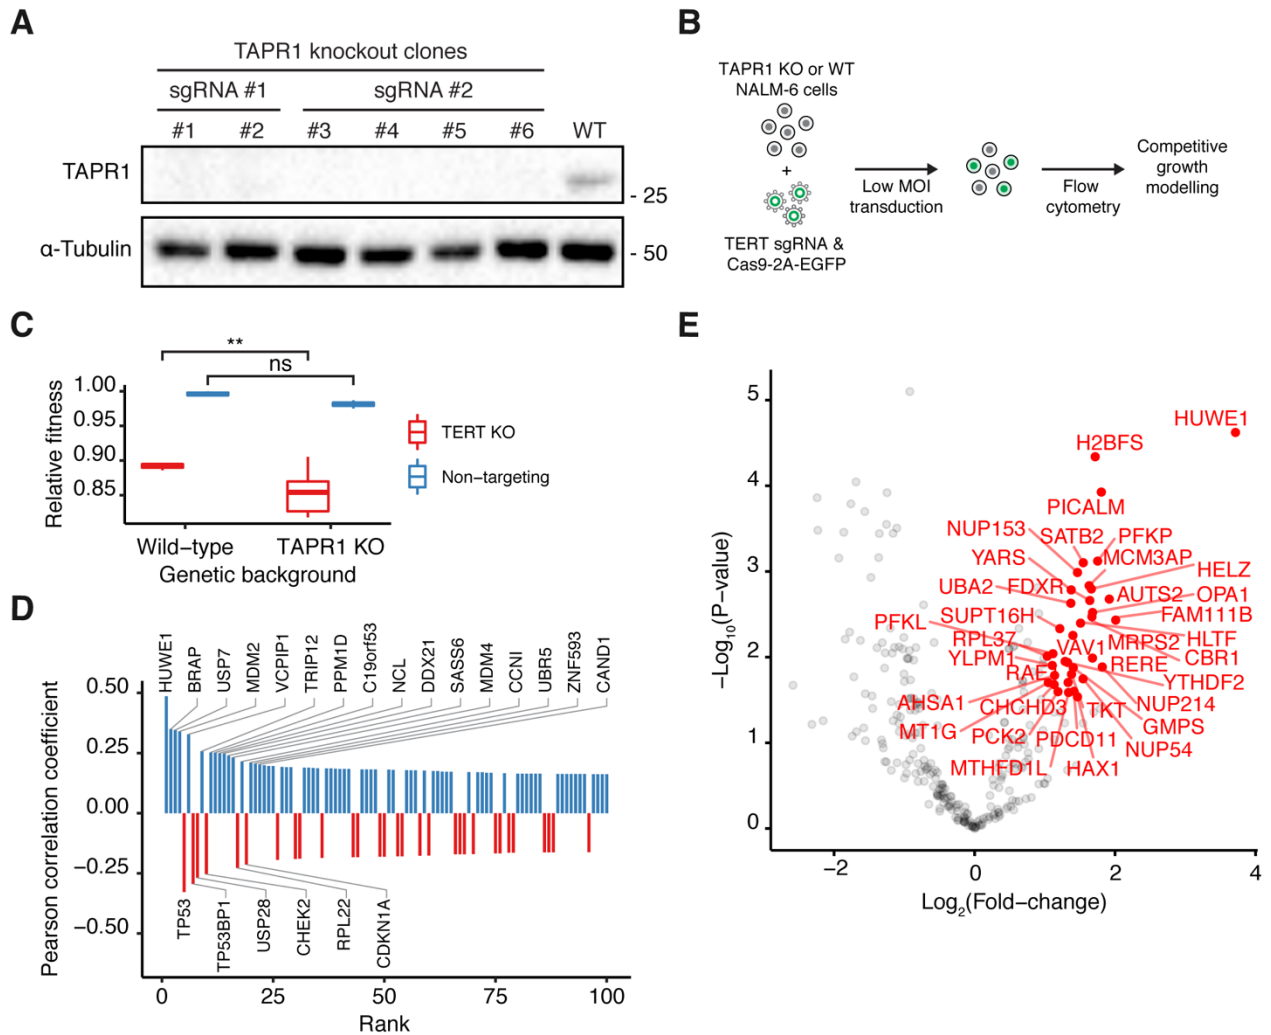 A
TAPR1 knockout clones
sgRNA #1
sgRNA #2
#1 #2 #3 #4 #5 #6 WT
TAPR1
- 25
α-Tubulin
- 50
B
TAPR1 KO or WT
NALM-6 cells
+
TERT sgRNA &
Cas9-2A-EGFP
Low MOI
transduction
Flow
cytometry
Competitive
growth
modelling
C
**
ns
Relative fitness
1.00
0.95
0.90
0.85
Wild-type
TAPR1 KO
Genetic background
TERT KO
Non-targeting
D
Pearson correlation coefficient
HUWE1
BRAP
USP7
MDM2
VCPIP1
TRIP12
PPM1D
C19orf53
NCL
DDX21
SASS6
MDM4
CCNI
UBR5
ZNF593
CAND1
0.50
0.25
0.00
−0.25
−0.50
TP53
TP53BP1
USP28
CHEK2
RPL22
CDKN1A
0 25 50 75 100
Rank
E
−Log10(P−value)
5
4
3
2
1
0
HUWE1
H2BFS
PICALM
NUP153
SATB2
PFKP
YARS
MCM3AP
HELZ
UBA2
FDXR
AUTS2
OPA1
PFKL
SUPT16H
FAM111B
RPL37
VAV1
MRPS2
HLTF
YLPM1
RERE
CBR1
RAE
YTHDF2
AHSA1
CHCHD3
TKT
NUP214
MT1G
PCK2
PDCD11
GMPS
NUP54
MTHFD1L
HAX1
−2 0 2 4
Log2(Fold−change)